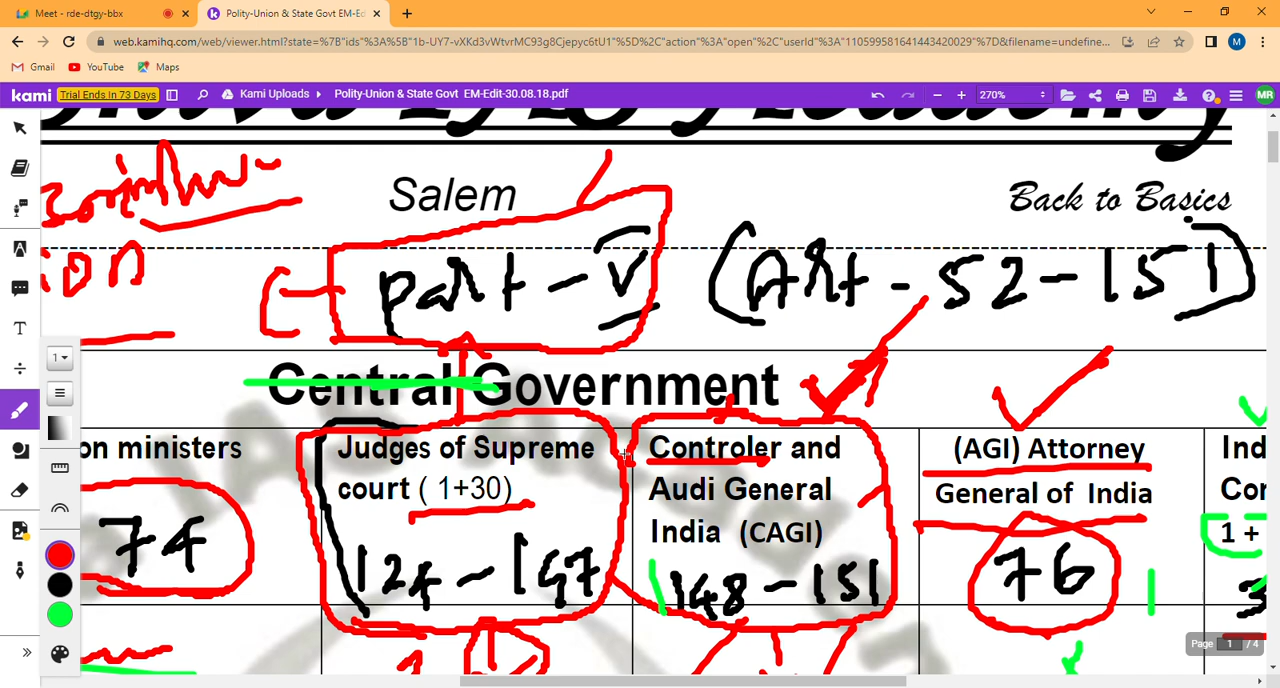 Meet - rde-dtgy-bbx
Polity-Union & State Govt EM-Ed
web.kamihq.com/web/viewer.html?state=%7B"ids"%3A%5B"1b-UY7-vXKd3vWtvrMC93g8Cjepyc6tU1"%5D%2C"action"%3A"open"%2C"userId"%3A"110599581641443420029"%7D&filename=undefine...
M
Gmail
YouTube
Maps
kami
Trial Ends In 73 Days
Kami Uploads
Polity-Union & State Govt EM-Edit-30.08.18.pdf
270%
MR
Salem
Back to Basics
ion
part - V (Art - 52 - 151)
Central Government
on ministers
74
Judges of Supreme
court ( 1+30)
124 - 147
Controler and
Audi General
India (CAGI)
148 - 151
(AGI) Attorney
General of India
76
Ind
Co
1 +
3
1
Page 1 / 4